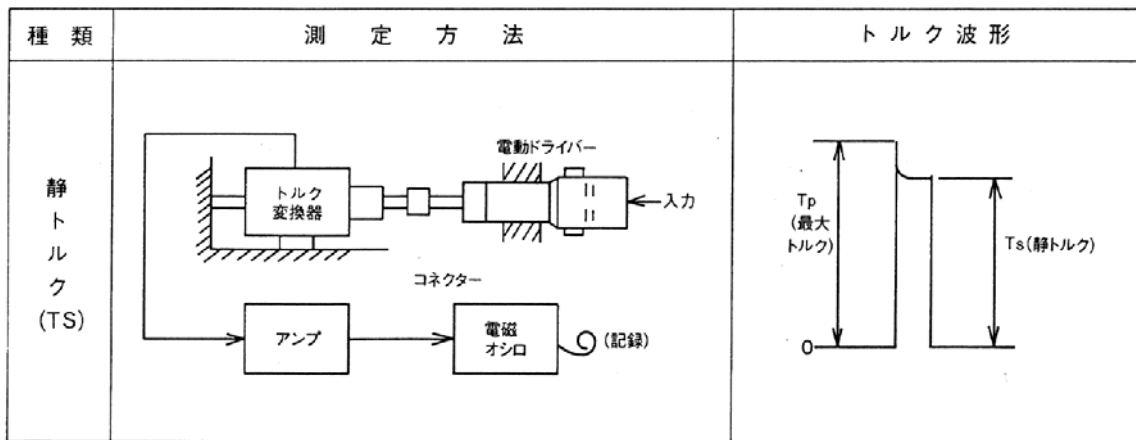 種類
測定方法
トルク波形
静トルク(TS)
電動ドライバー
トルク
変換器
入力
コネクター
アンプ
電磁
オシロ
(記録)
Tp
(最大
トルク)
Ts(静トルク)
0